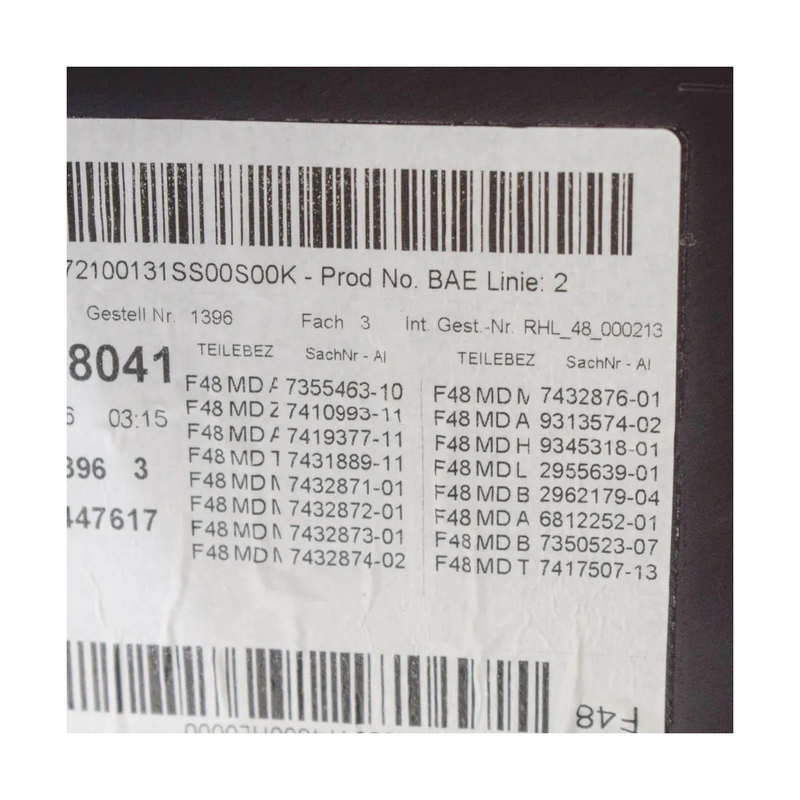 72100131SS00S00K - Prod No. BAE Linie: 2
Gestell Nr. 1396 Fach 3 Int. Gest.-Nr. RHL_48_000213
8041 TEILEBEZ SachNr - AI TEILEBEZ SachNr - AI
F48 MD A 7355463-10 F48 MD M 7432876-01
6 03:15 F48 MD Z 7410993-11 F48 MD A 9313574-02
F48 MD A 7419377-11 F48 MD H 9345318-01
396 3 F48 MD T 7431889-11 F48 MD L 2955639-01
F48 MD M 7432871-01 F48 MD B 2962179-04
447617 F48 MD M 7432872-01 F48 MD A 6812252-01
F48 MD M 7432873-01 F48 MD B 7350523-07
F48 MD M 7432874-02 F48 MD T 7417507-13
F48